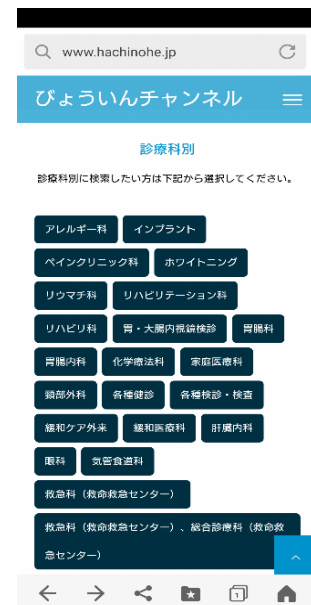 www.hachinohe.jp
びょういんチャンネル
診療科別
診療科別に検索したい方は下記から選択してください。
アレルギー科 インプラント
ペインクリニック科 ホワイトニング
リウマチ科 リハビリテーション科
リハビリ科 胃・大腸内視鏡検診 胃腸科
胃腸内科 化学療法科 家庭医療科
頸部外科 各種健診 各種検診・検査
緩和ケア外来 緩和医療科 肝臓内科
眼科 気管食道科
救急科(救命救急センター)
救急科(救命救急センター)、総合診療科(救命救
急センター)
1